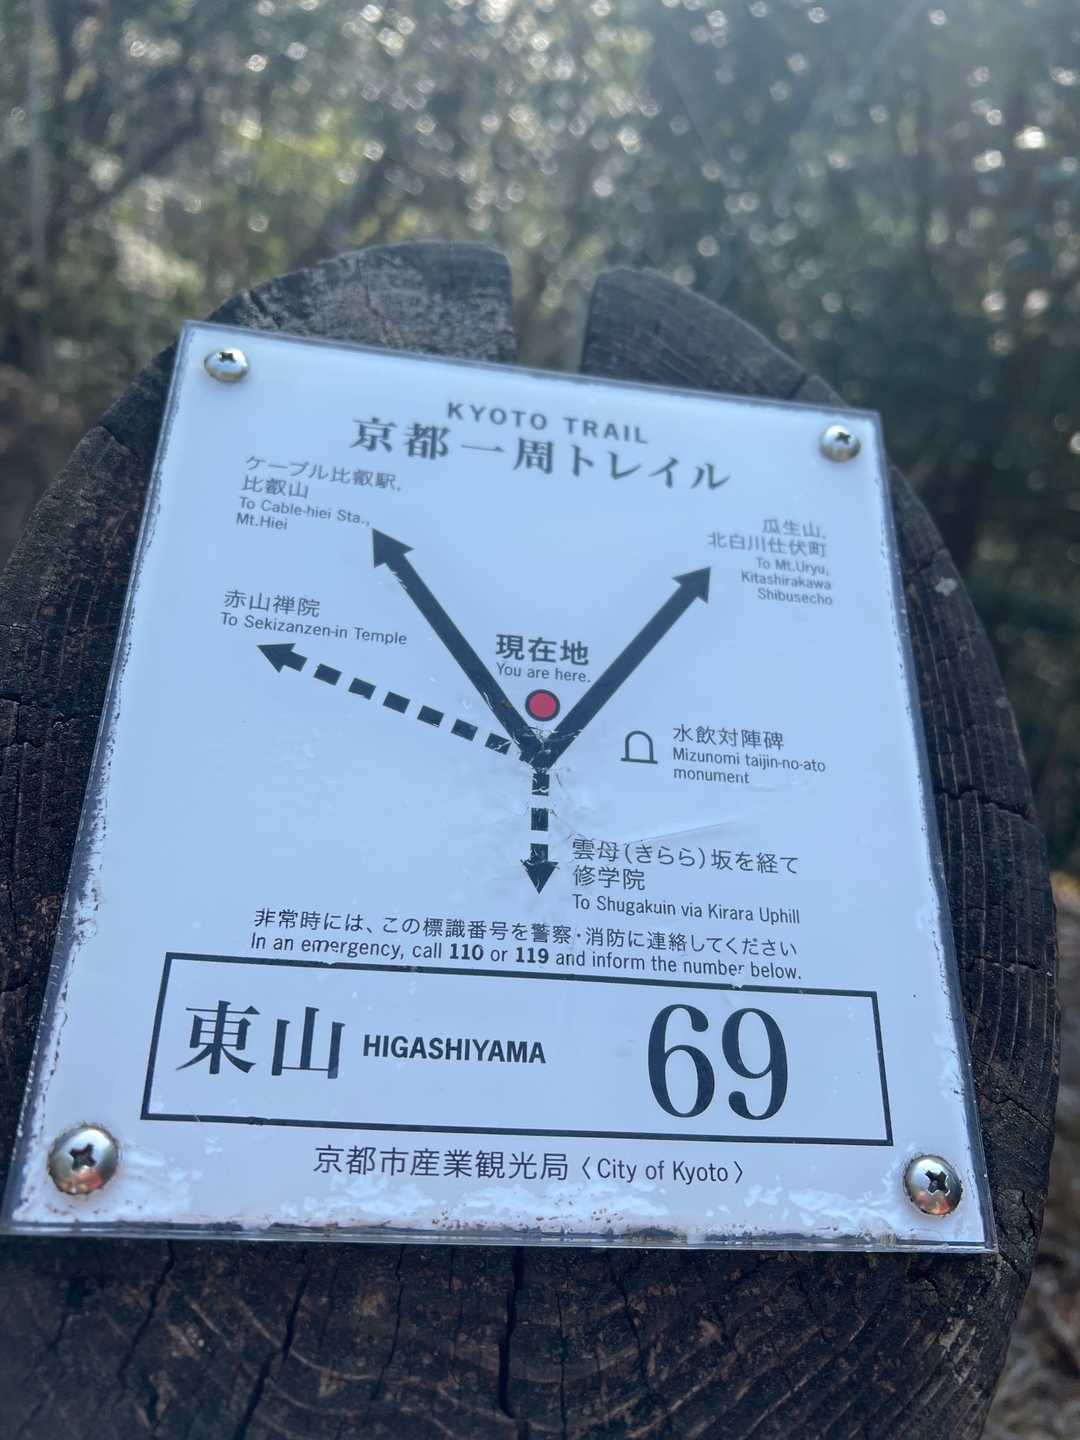 KYOTO TRAIL
京都一周トレイル
ケーブル比叡駅，
比叡山
To Cable-hiei Sta.,
Mt.Hiei
瓜生山，
北白川仕伏町
To Mt.Uryu,
Kitashirakawa
Shibusecho
赤山禅院
To Sekizanzen-in Temple
現在地
You are here.
水飲対陣碑
Mizunomi taijin-no-ato
monument
雲母(きらら)坂を経て
修学院
To Shugakuin via Kirara Uphill
非常時には、この標識番号を警察・消防に連絡してください
In an emergency, call 110 or 119 and inform the number below.
東山 HIGASHIYAMA 69
京都市産業観光局〈City of Kyoto〉